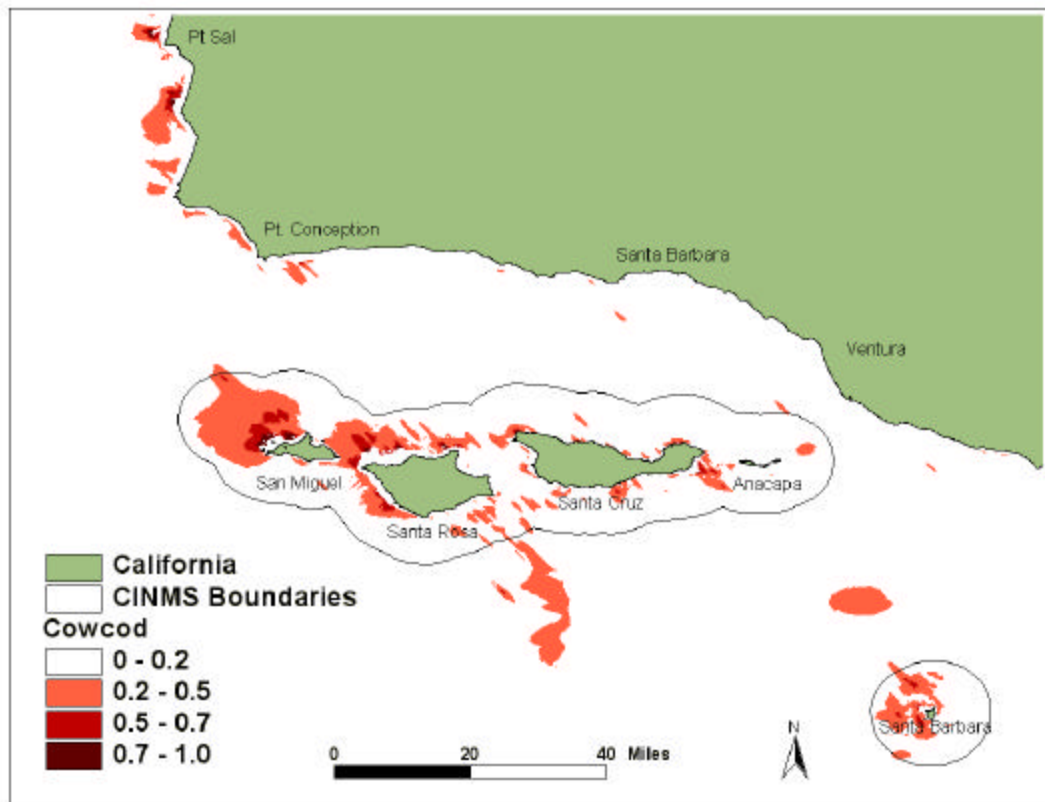 Pt Sal
Pt. Conception
Santa Barbara
Ventura
San Miguel
Anacapa
Santa Cruz
Santa Rosa
California
CINMS Boundaries
Cowcod
0 - 0.2
0.2 - 0.5
0.5 - 0.7
0.7 - 1.0
Santa Barbara
N
0 20 40 Miles